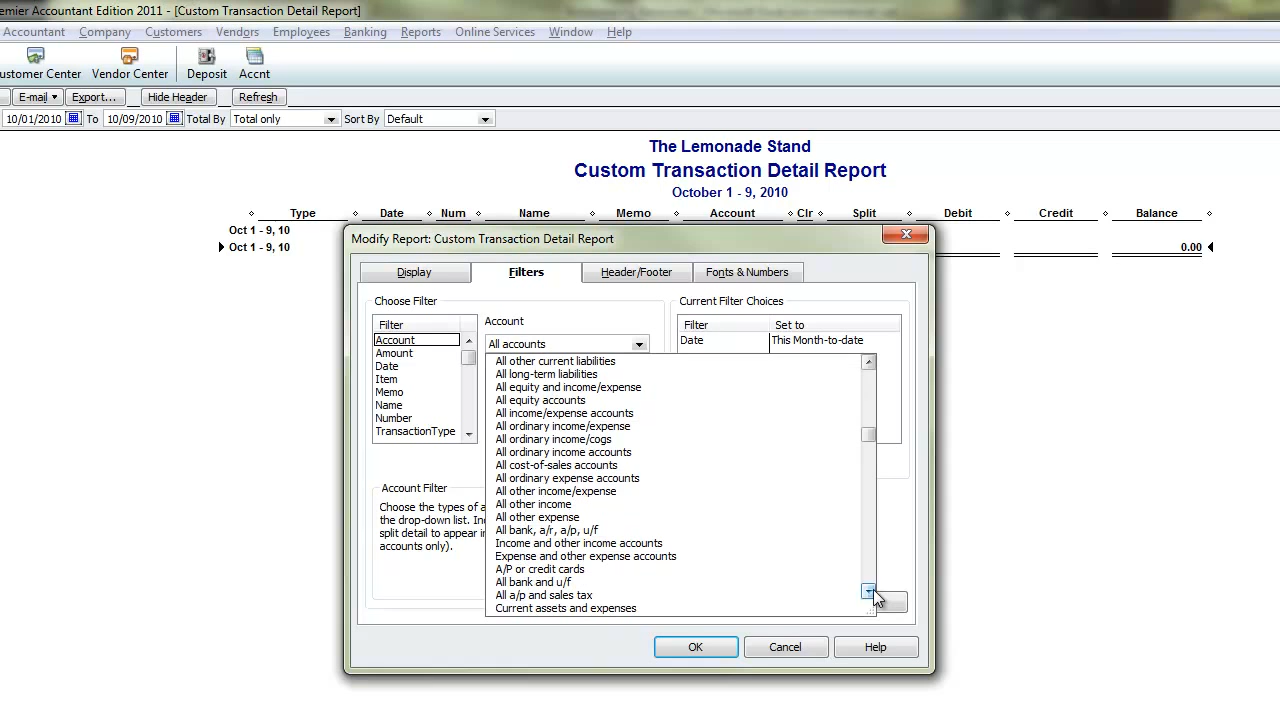 emier Accountant Edition 2011 - [Custom Transaction Detail Report]
Accountant Company Customers Vendors Employees Banking Reports Online Services Window Help
ustomer Center Vendor Center Deposit Accnt
E-mail Export... Hide Header Refresh
10/01/2010 To 10/09/2010 Total By Total only Sort By Default
The Lemonade Stand
Custom Transaction Detail Report
October 1 - 9, 2010
Type Date Num Name Memo Account Clr Split Debit Credit Balance
Oct 1 - 9, 10
Oct 1 - 9, 10 0.00
Modify Report: Custom Transaction Detail Report
Display Filters Header/Footer Fonts & Numbers
Choose Filter
Filter
Account
Amount
Date
Item
Memo
Name
Number
TransactionType
Account
All accounts
Current Filter Choices
Filter Set to
Date This Month-to-date
All other current liabilities
All long-term liabilities
All equity and income/expense
All equity accounts
All income/expense accounts
All ordinary income/expense
All ordinary income/cogs
All ordinary income accounts
All cost-of-sales accounts
All ordinary expense accounts
All other income/expense
All other income
All other expense
All bank, a/r, a/p, u/f
Income and other income accounts
Expense and other expense accounts
A/P or credit cards
All bank and u/f
All a/p and sales tax
Current assets and expenses
Account Filter
Choose the types of a
the drop-down list. In
split detail to appear i
accounts only).
OK Cancel Help